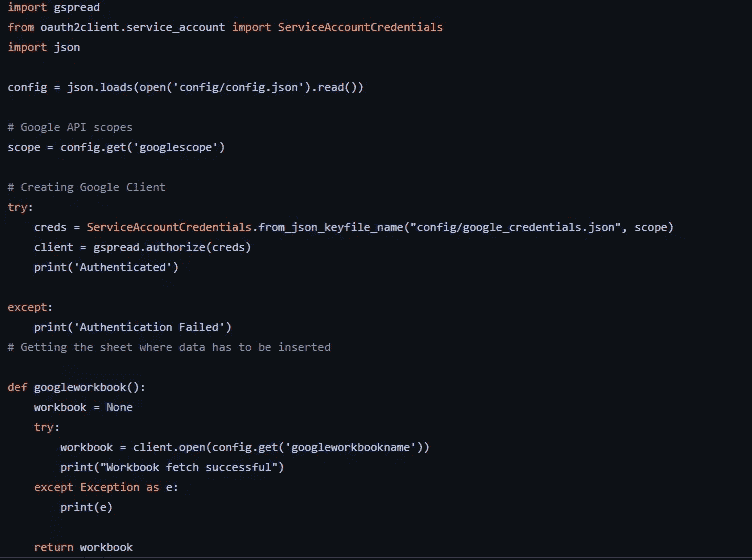 import gspread
from oauth2client.service_account import ServiceAccountCredentials
import json

config = json.loads(open('config/config.json').read())

# Google API scopes
scope = config.get('googlescope')

# Creating Google Client
try:
    creds = ServiceAccountCredentials.from_json_keyfile_name("config/google_credentials.json", scope)
    client = gspread.authorize(creds)
    print('Authenticated')

except:
    print('Authentication Failed')
# Getting the sheet where data has to be inserted

def googleworkbook():
    workbook = None
    try:
        workbook = client.open(config.get('googleworkbookname'))
        print("Workbook fetch successful")
    except Exception as e:
        print(e)

    return workbook